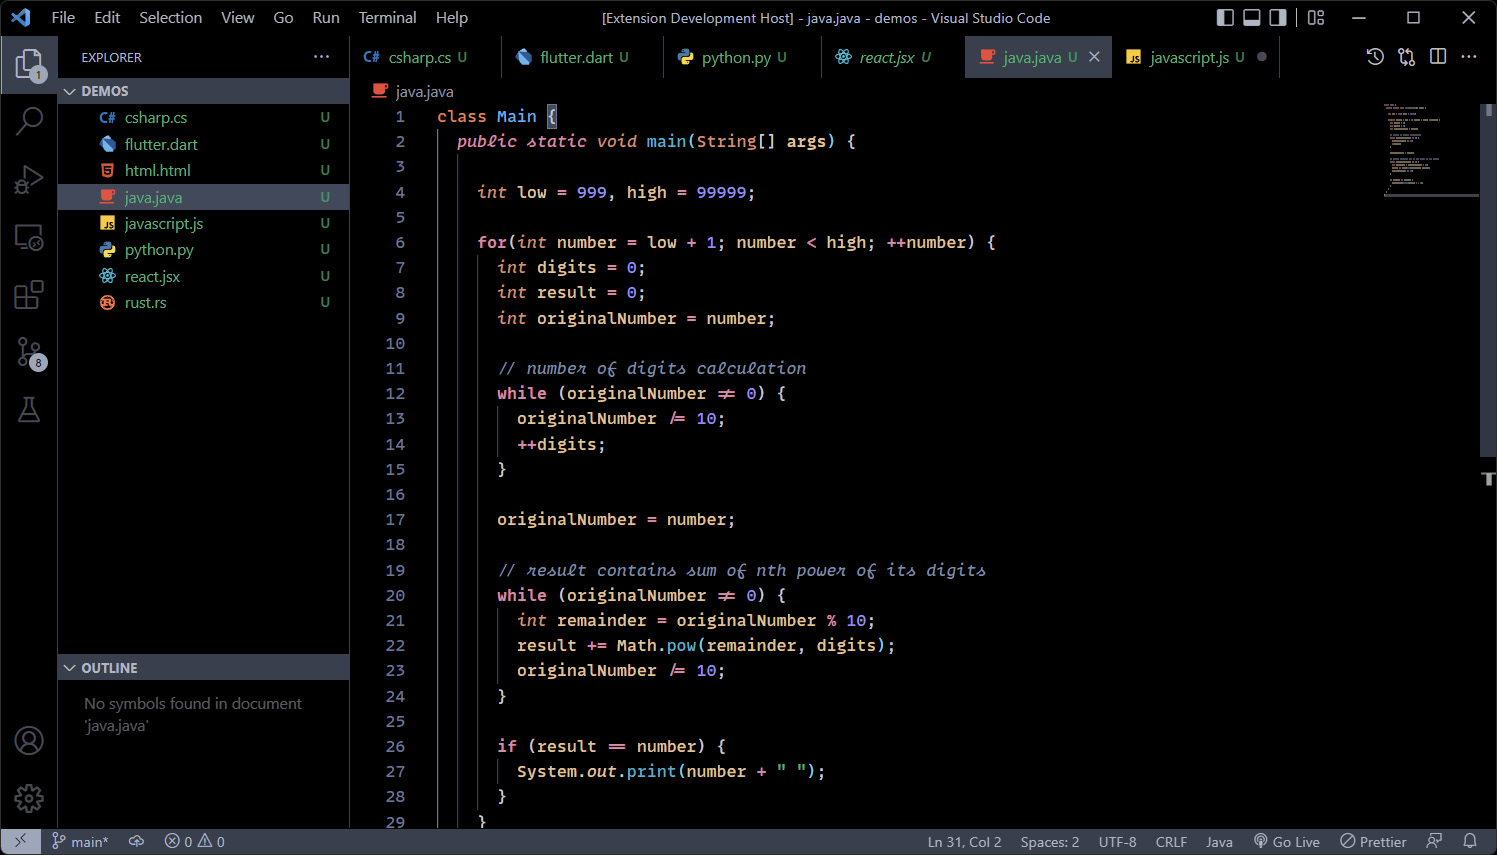 File Edit Selection View Go Run Terminal Help [Extension Development Host] - java.java - demos - Visual Studio Code
EXPLORER
C# csharp.cs U flutter.dart U python.py U react.jsx U java.java U JS javascript.js U
1
DEMOS
C# csharp.cs U
flutter.dart U
html.html U
java.java U
JS javascript.js U
python.py U
react.jsx U
rust.rs U
8
OUTLINE
No symbols found in document
'java.java'
java.java
1 class Main {
2 public static void main(String[] args) {
3
4 int low = 999, high = 99999;
5
6 for(int number = low + 1; number < high; ++number) {
7 int digits = 0;
8 int result = 0;
9 int originalNumber = number;
10
11 // number of digits calculation
12 while (originalNumber != 0) {
13 originalNumber /= 10;
14 ++digits;
15 }
16
17 originalNumber = number;
18
19 // result contains sum of nth power of its digits
20 while (originalNumber != 0) {
21 int remainder = originalNumber % 10;
22 result += Math.pow(remainder, digits);
23 originalNumber /= 10;
24 }
25
26 if (result == number) {
27 System.out.print(number + " ");
28 }
29 }
main* 0 0 Ln 31, Col 2 Spaces: 2 UTF-8 CRLF Java Go Live Prettier